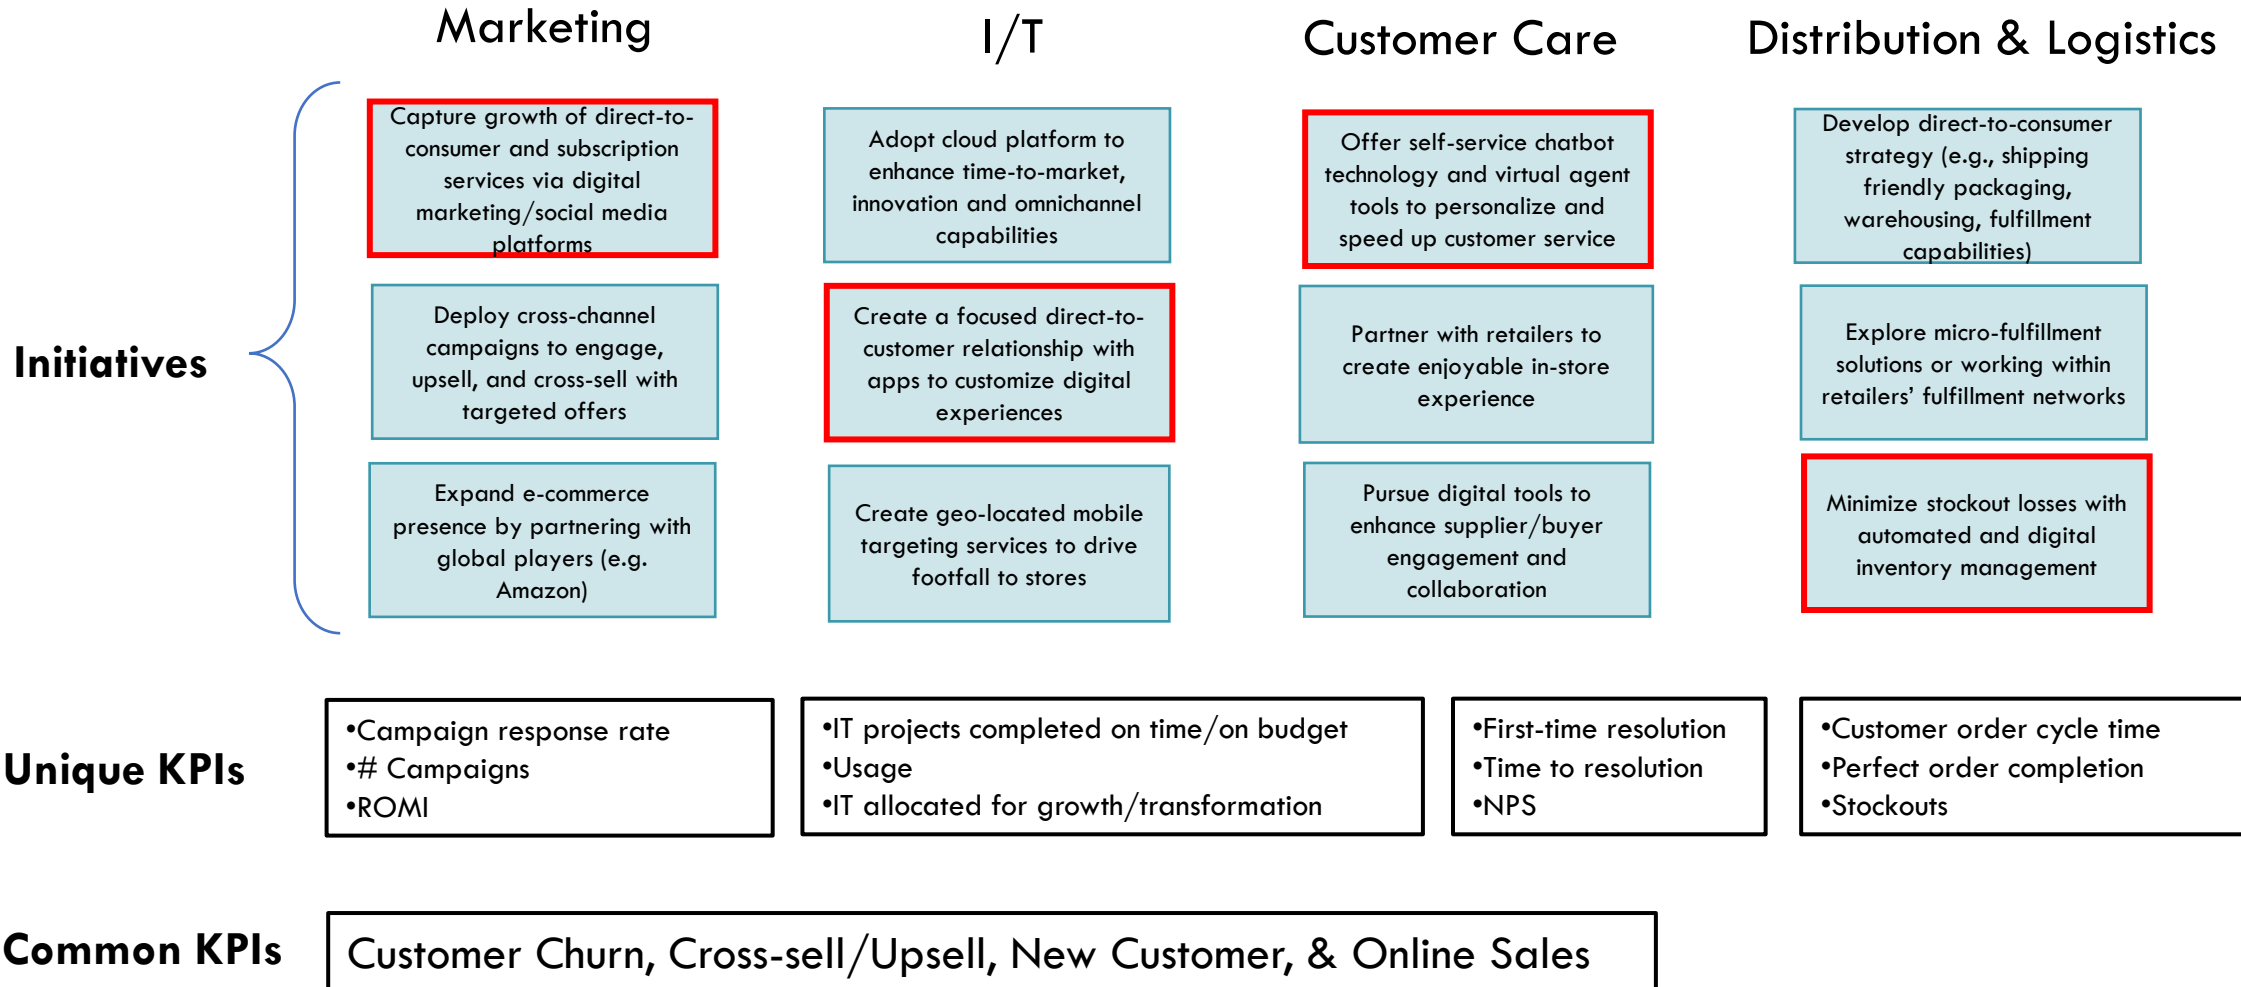 Marketing
I/T
Customer Care
Distribution & Logistics
Initiatives
Capture growth of direct-to-
consumer and subscription
services via digital
marketing/social media
platforms
Adopt cloud platform to
enhance time-to-market,
innovation and omnichannel
capabilities
Offer self-service chatbot
technology and virtual agent
tools to personalize and
speed up customer service
Develop direct-to-consumer
strategy (e.g., shipping
friendly packaging,
warehousing, fulfillment
capabilities)
Deploy cross-channel
campaigns to engage,
upsell, and cross-sell with
targeted offers
Create a focused direct-to-
customer relationship with
apps to customize digital
experiences
Partner with retailers to
create enjoyable in-store
experience
Explore micro-fulfillment
solutions or working within
retailers’ fulfillment networks
Expand e-commerce
presence by partnering with
global players (e.g.
Amazon)
Create geo-located mobile
targeting services to drive
footfall to stores
Pursue digital tools to
enhance supplier/buyer
engagement and
collaboration
Minimize stockout losses with
automated and digital
inventory management
Unique KPIs
•Campaign response rate
•# Campaigns
•ROMI
•IT projects completed on time/on budget
•Usage
•IT allocated for growth/transformation
•First-time resolution
•Time to resolution
•NPS
•Customer order cycle time
•Perfect order completion
•Stockouts
Common KPIs
Customer Churn, Cross-sell/Upsell, New Customer, & Online Sales